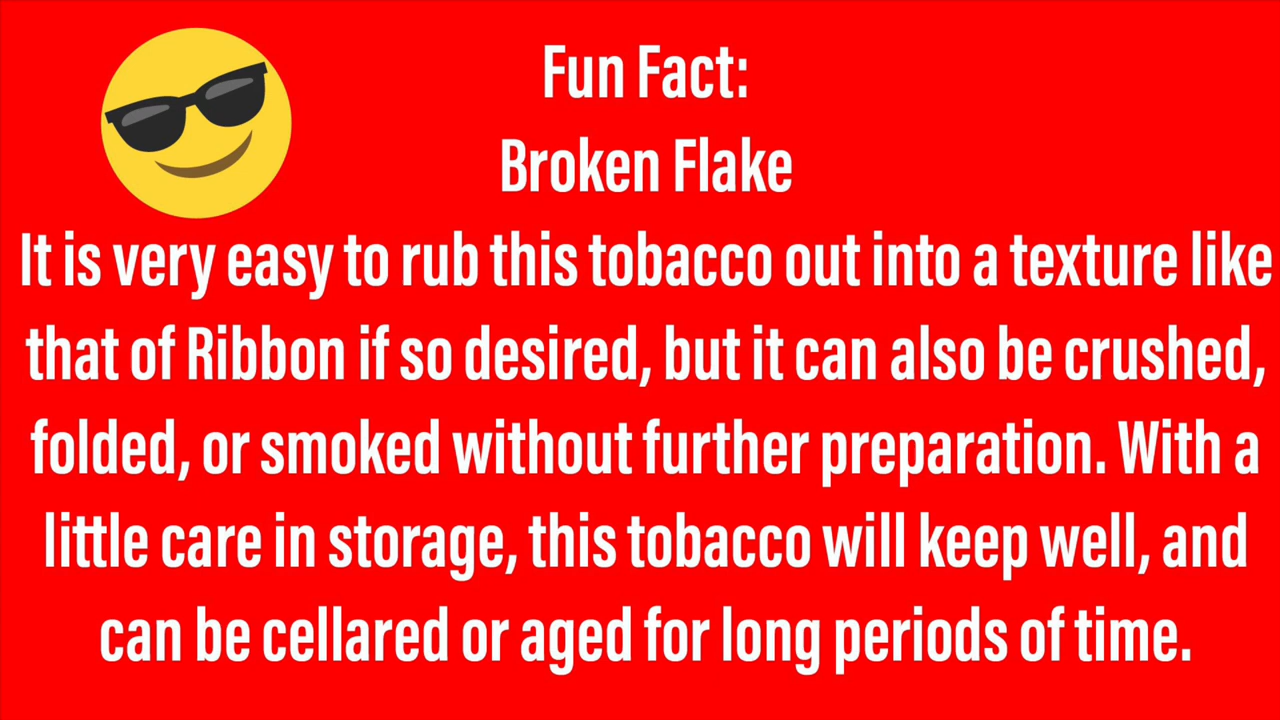 Fun Fact:
Broken Flake
It is very easy to rub this tobacco out into a texture like
that of Ribbon if so desired, but it can also be crushed,
folded, or smoked without further preparation. With a
little care in storage, this tobacco will keep well, and
can be cellared or aged for long periods of time.